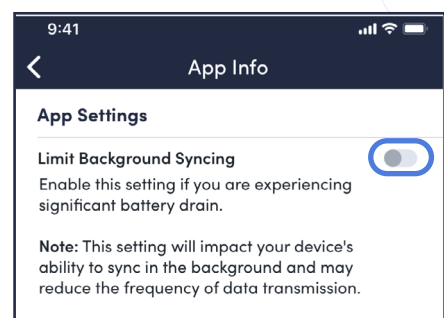 9:41
App Info
App Settings
Limit Background Syncing
Enable this setting if you are experiencing
significant battery drain.
Note: This setting will impact your device's
ability to sync in the background and may
reduce the frequency of data transmission.